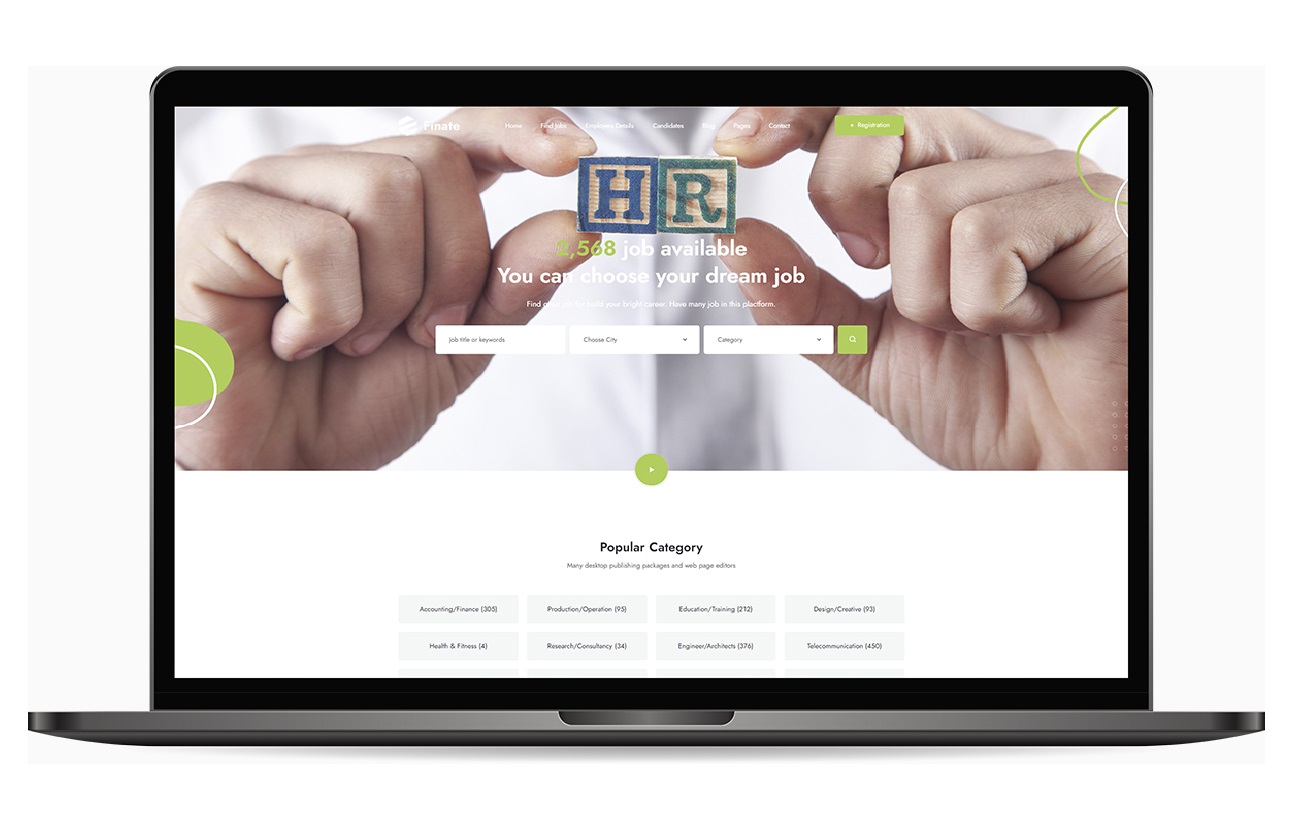 Finate
Home Find Jobs Employers Details Candidates Blog Pages Contact + Registration
HR
2,568 job available
You can choose your dream job
Find great job for build your bright career. Have many job in this plactform.
Job title or keywords Choose City Category
Popular Category
Many desktop publishing packages and web page editors
Accounting/Finance (305) Production/Operation (95) Education/Training (212) Design/Creative (93)
Health & Fitness (4) Research/Consultancy (34) Engineer/Architects (376) Telecommunication (450)